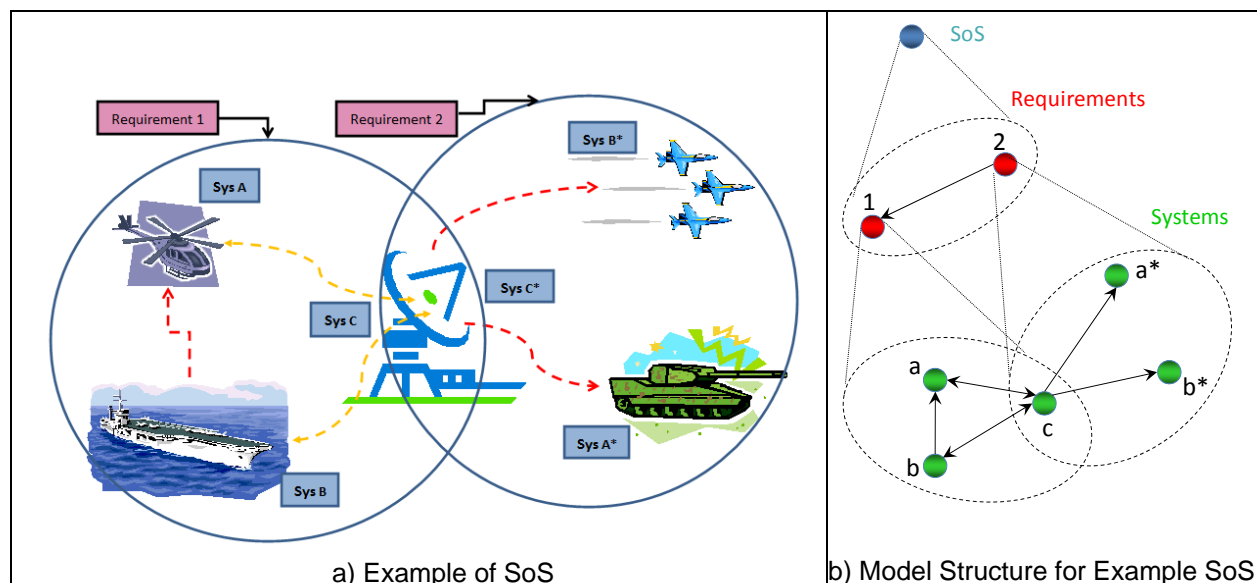 Requirement 1
Requirement 2
Sys B*
Sys A
Sys C*
Sys C
Sys A*
Sys B
a) Example of SoS
SoS
Requirements
2
1
Systems
a*
a
b*
c
b
b) Model Structure for Example SoS